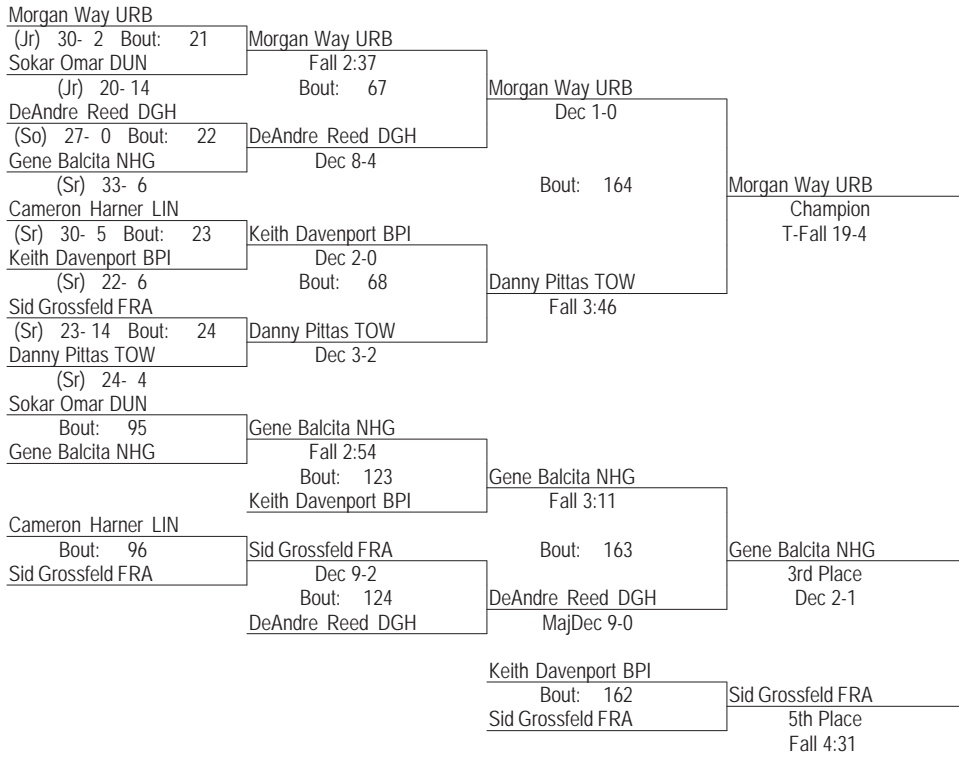 Morgan Way URB
(Jr) 30- 2 Bout: 21
Sokar Omar DUN
(Jr) 20- 14
DeAndre Reed DGH
(So) 27- 0 Bout: 22
Gene Balcita NHG
(Sr) 33- 6
Cameron Harner LIN
(Sr) 30- 5 Bout: 23
Keith Davenport BPI
(Sr) 22- 6
Sid Grossfeld FRA
(Sr) 23- 14 Bout: 24
Danny Pittas TOW
(Sr) 24- 4
Morgan Way URB
Fall 2:37
Bout: 67
DeAndre Reed DGH
Dec 8-4
Keith Davenport BPI
Dec 2-0
Bout: 68
Danny Pittas TOW
Dec 3-2
Morgan Way URB
Dec 1-0
Bout: 164
Danny Pittas TOW
Fall 3:46
Morgan Way URB
Champion
T-Fall 19-4
Sokar Omar DUN
Bout: 95
Gene Balcita NHG
Cameron Harner LIN
Bout: 96
Sid Grossfeld FRA
Gene Balcita NHG
Fall 2:54
Bout: 123
Keith Davenport BPI
Sid Grossfeld FRA
Dec 9-2
Bout: 124
DeAndre Reed DGH
Gene Balcita NHG
Fall 3:11
Bout: 163
DeAndre Reed DGH
MajDec 9-0
Gene Balcita NHG
3rd Place
Dec 2-1
Keith Davenport BPI
Bout: 162
Sid Grossfeld FRA
Sid Grossfeld FRA
5th Place
Fall 4:31